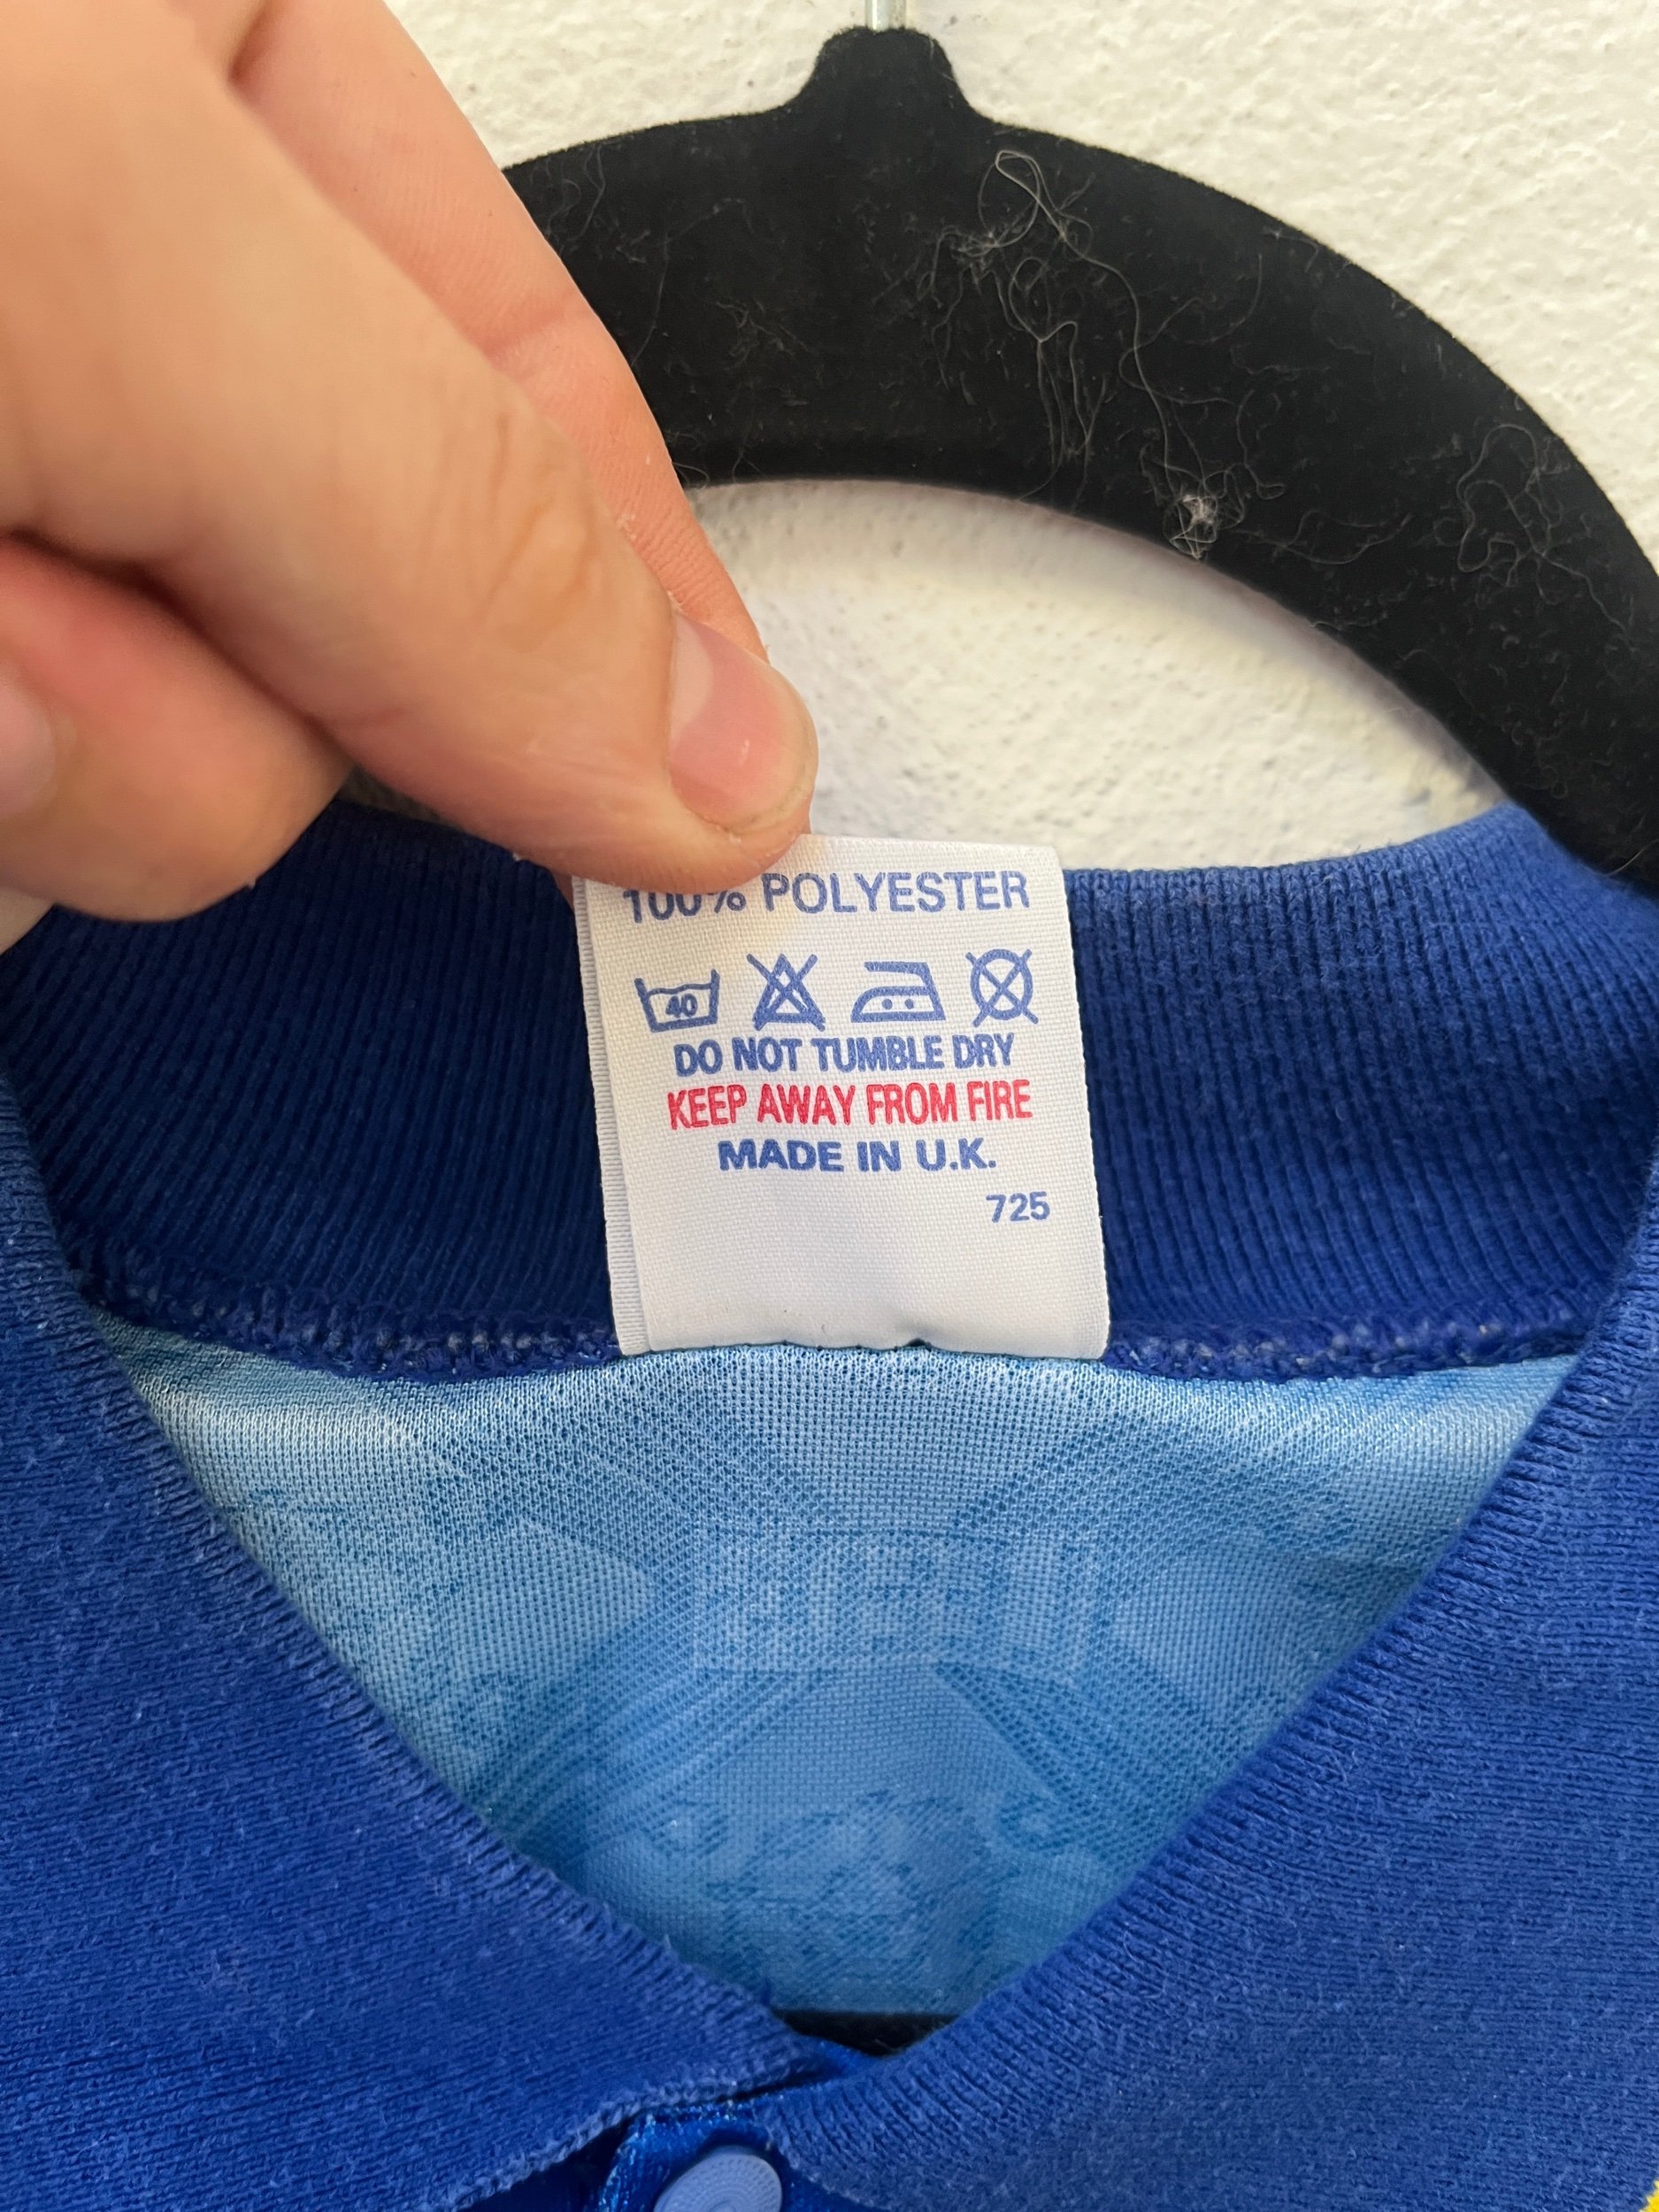 100% POLYESTER
40
DO NOT TUMBLE DRY
KEEP AWAY FROM FIRE
MADE IN U.K.
725